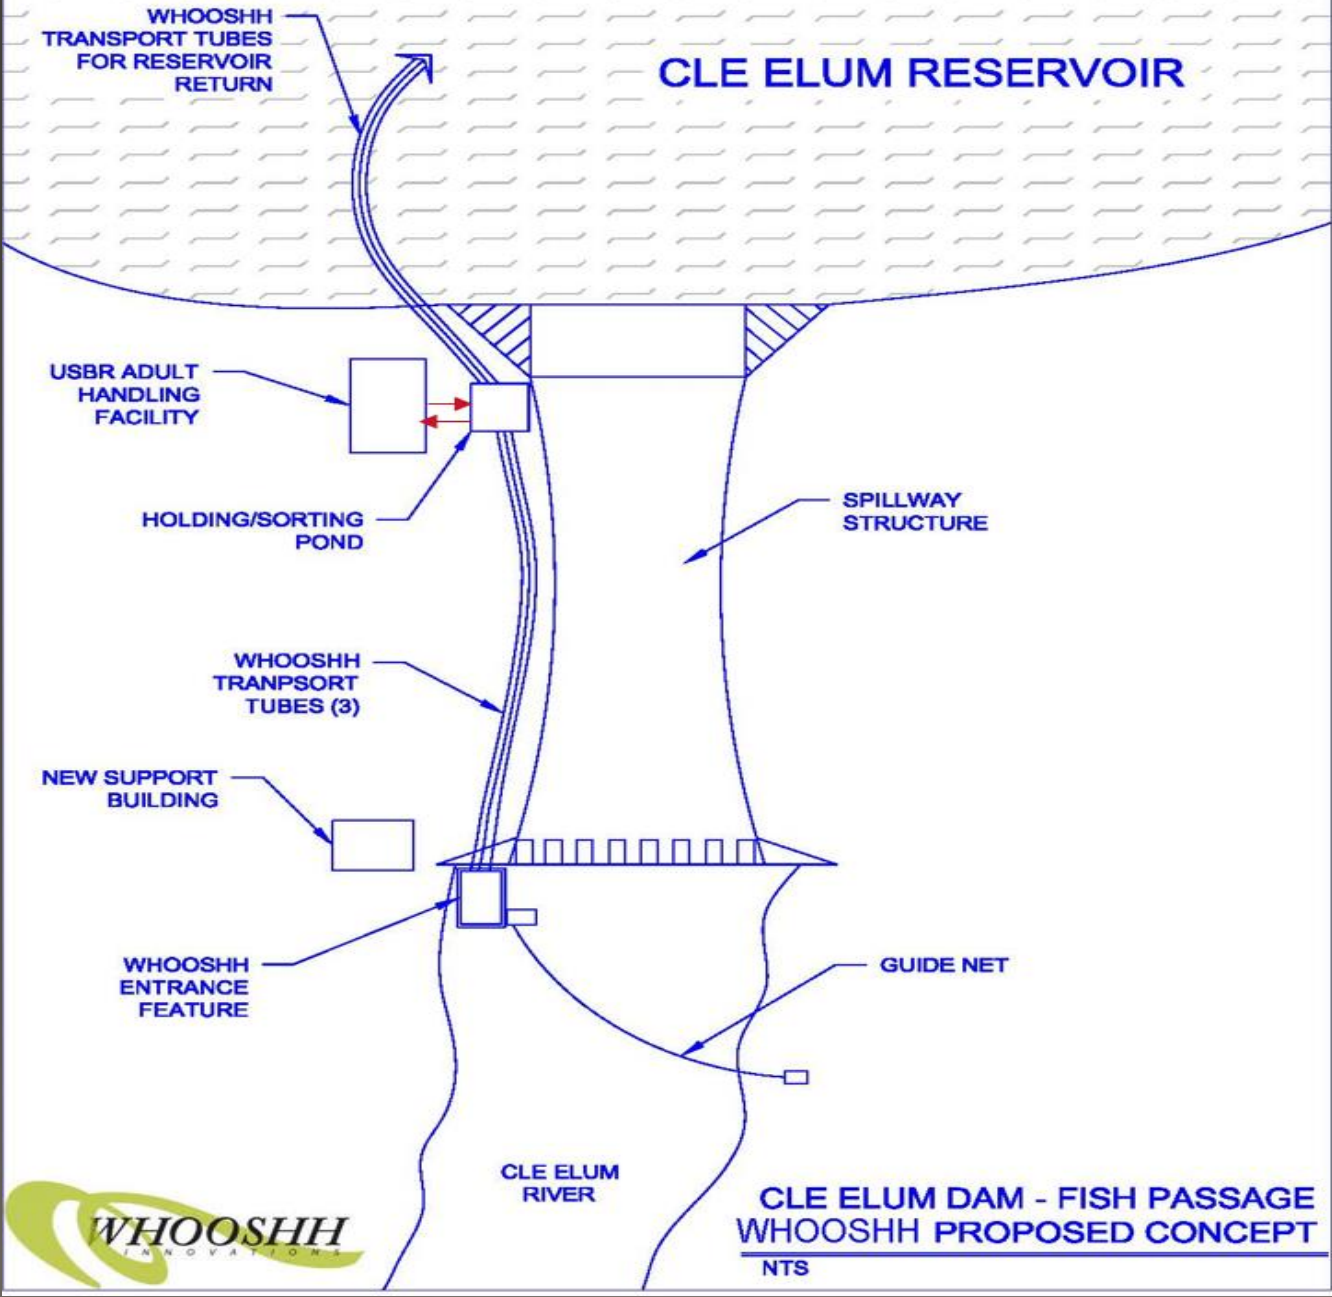 WHOOSHH
TRANSPORT TUBES
FOR RESERVOIR
RETURN
CLE ELUM RESERVOIR
USBR ADULT
HANDLING
FACILITY
HOLDING/SORTING
POND
SPILLWAY
STRUCTURE
WHOOSHH
TRANPSORT
TUBES (3)
NEW SUPPORT
BUILDING
WHOOSHH
ENTRANCE
FEATURE
GUIDE NET
CLE ELUM
RIVER
WHOOSHH
INNOVATIONS
CLE ELUM DAM - FISH PASSAGE
WHOOSHH PROPOSED CONCEPT
NTS